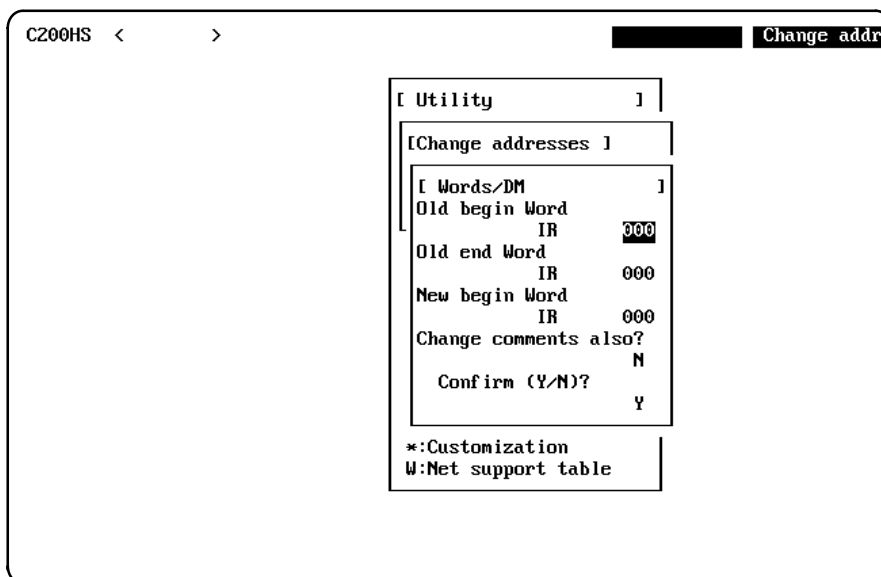 C200HS < > Change addr
[ Utility ]
[Change addresses ]
[ Words/DM ]
Old begin Word
IR 000
Old end Word
IR 000
New begin Word
IR 000
Change comments also?
N
Confirm (Y/N)?
Y
*:Customization
W:Net support table